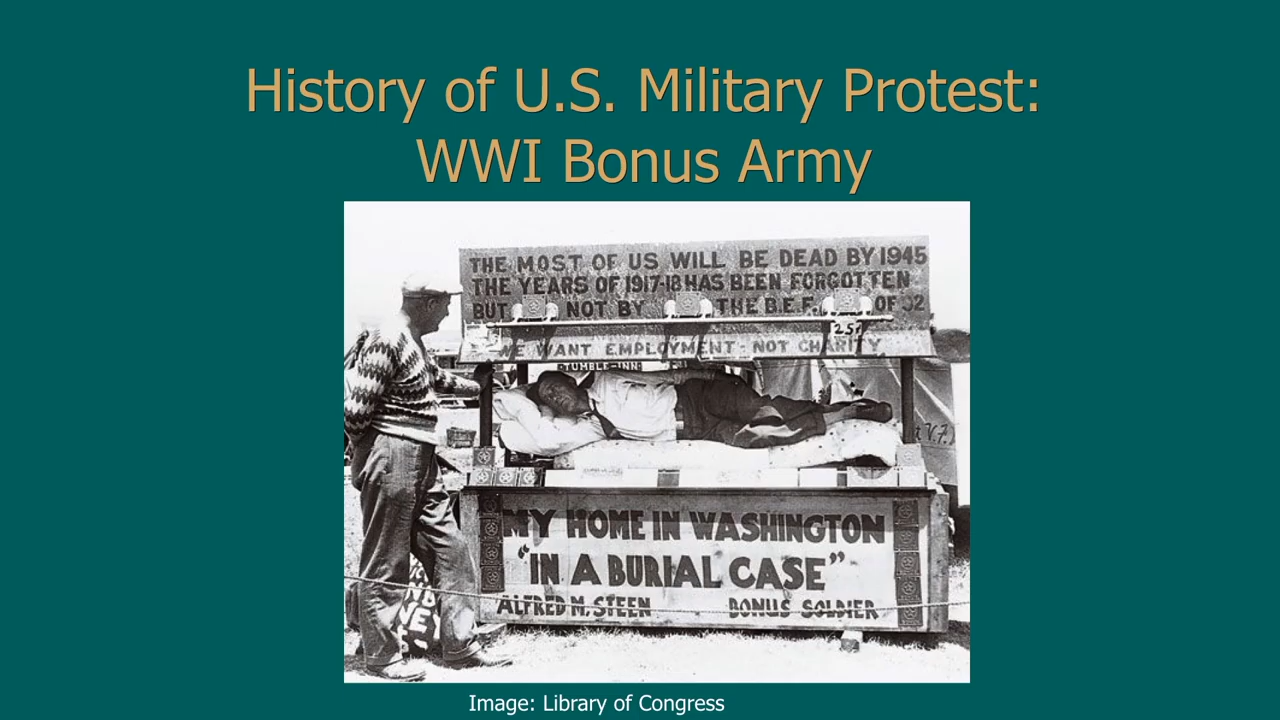 History of U.S. Military Protest:
WWI Bonus Army
THE MOST OF US WILL BE DEAD BY 1945
THE YEARS OF 1917-18 HAS BEEN FORGOTTEN
BUT NOT BY THE B.E.F. OF 32
257
WE WANT EMPLOYMENT - NOT CHARITY
·TUMBLE-INN·
V.F.)
MY HOME IN WASHINGTON
"IN A BURIAL CASE"
ALFRED M. STEEN BONUS SOLDIER
Image: Library of Congress